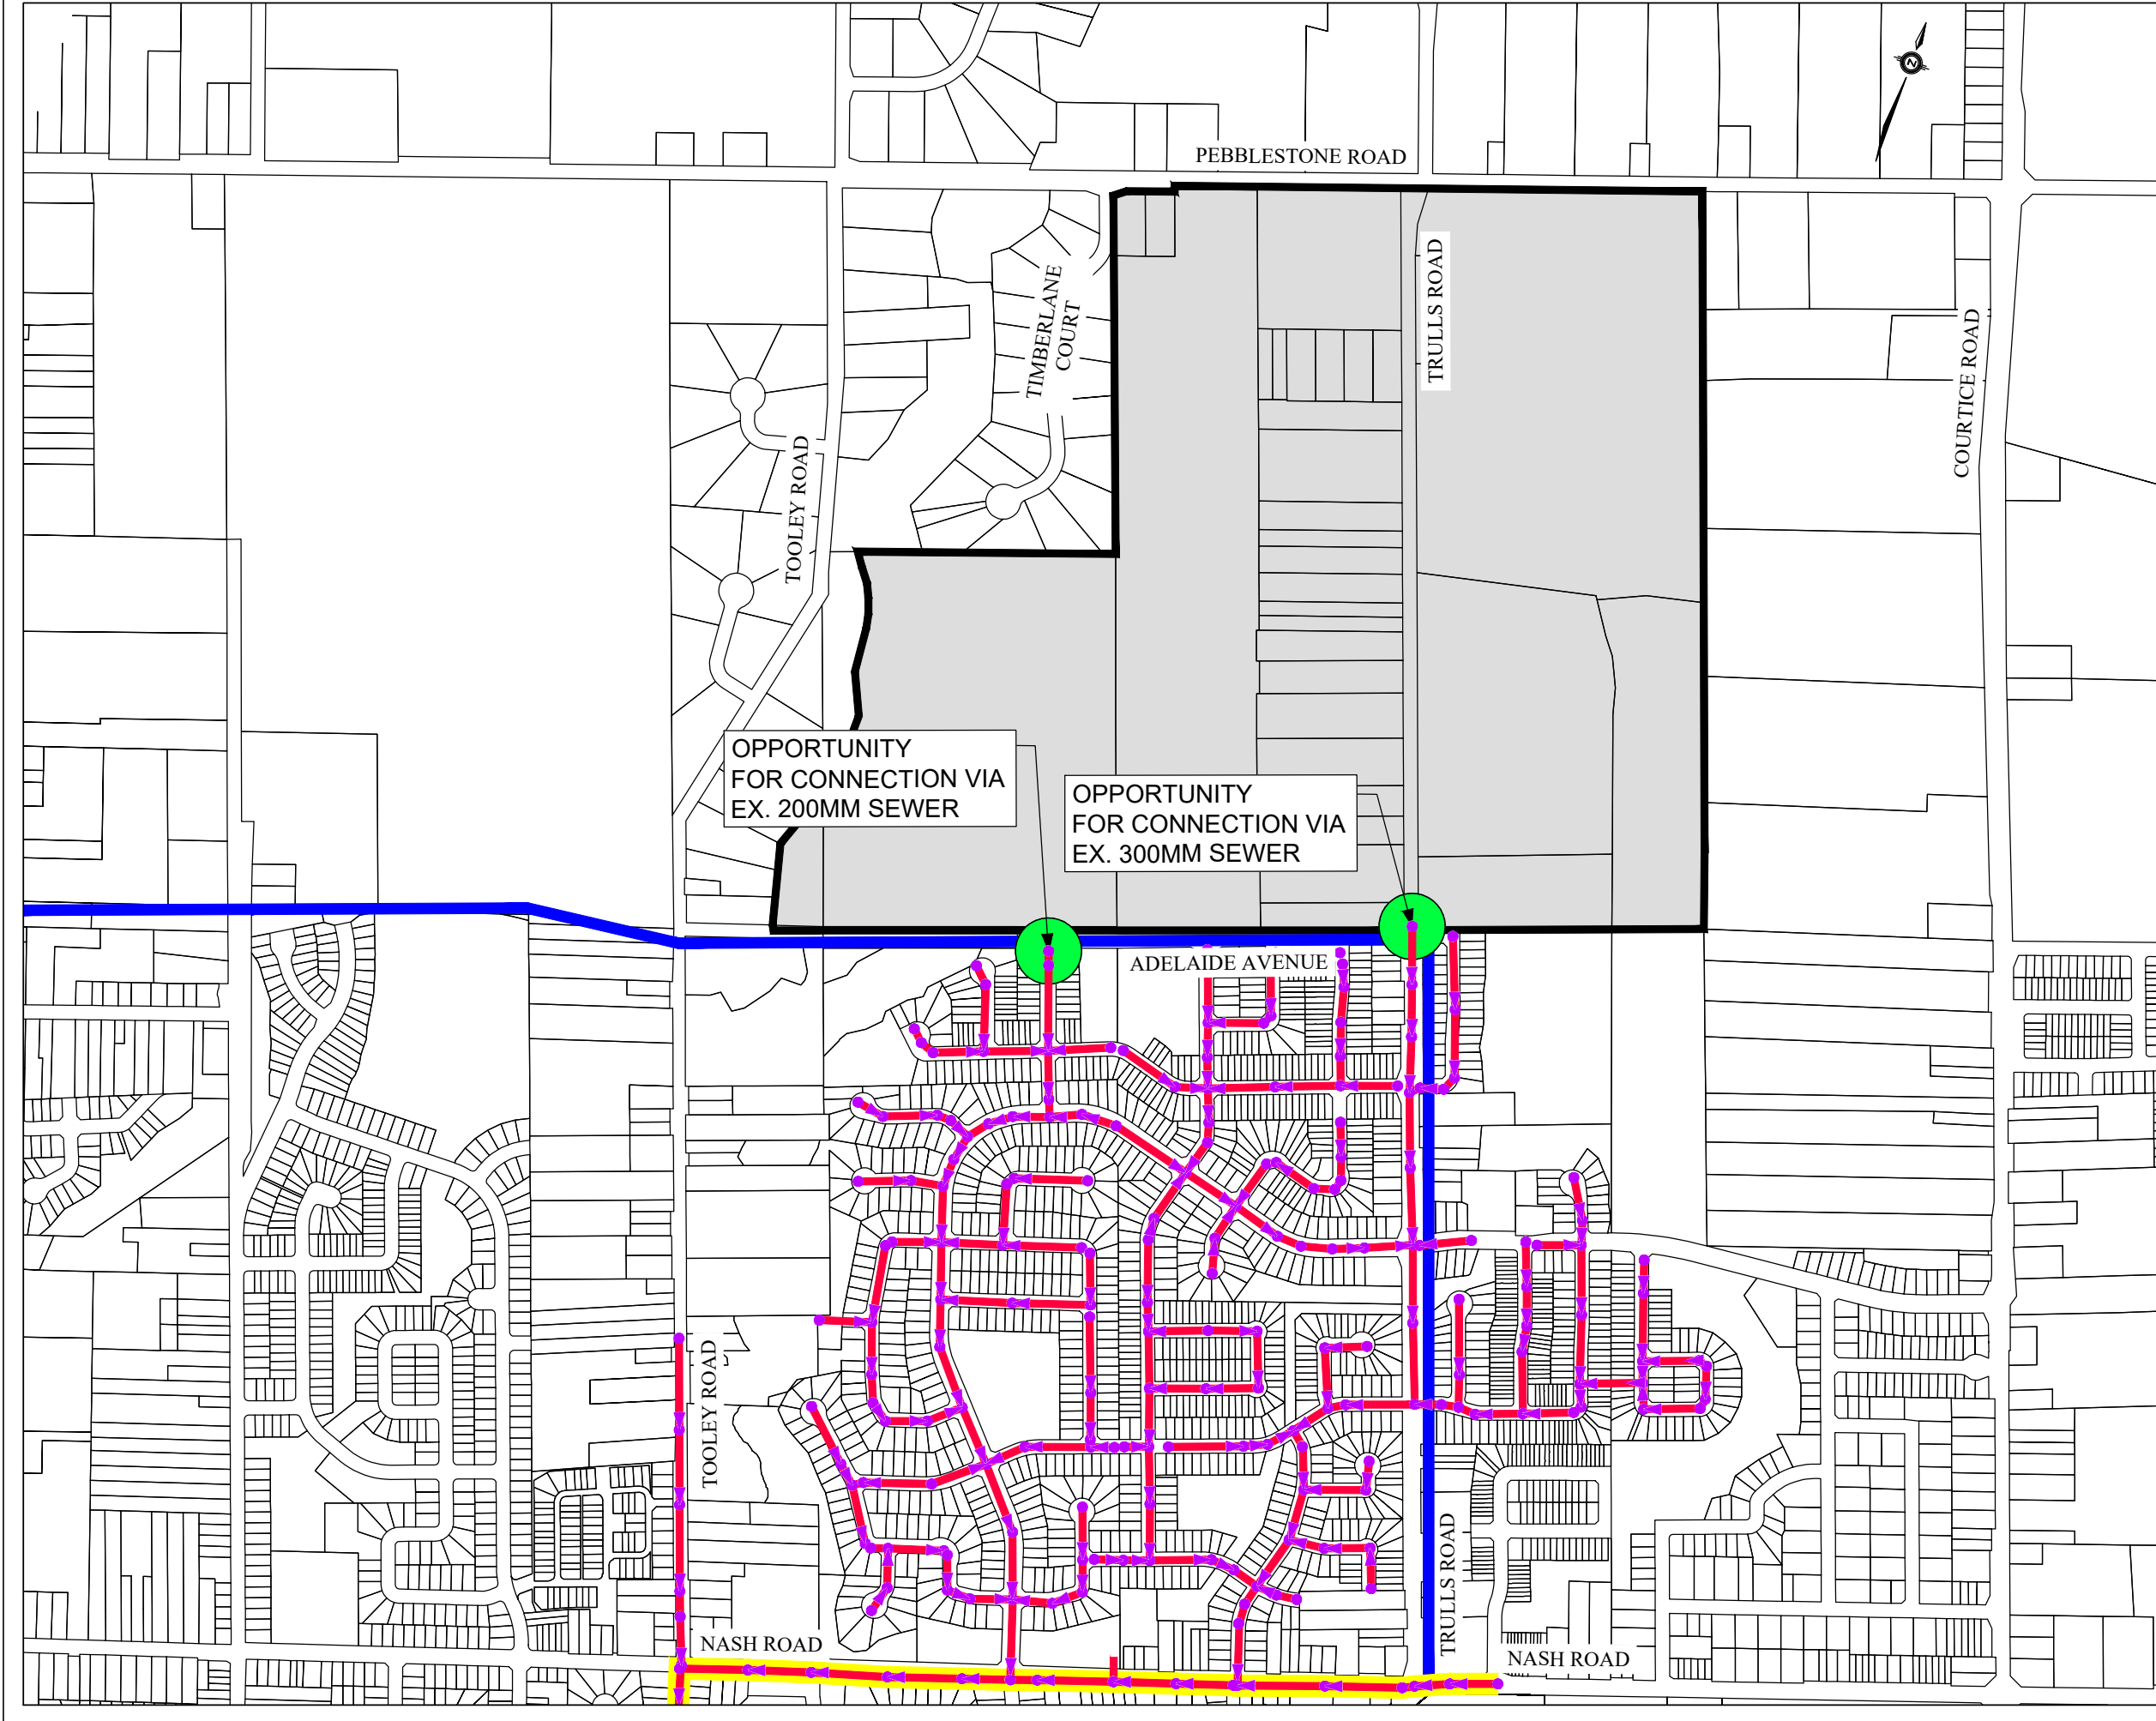 PEBBLESTONE ROAD
N
TIMBERLANE
COURT
TRULLS ROAD
COURTICE ROAD
TOOLEY ROAD
OPPORTUNITY
FOR CONNECTION VIA
EX. 200MM SEWER
OPPORTUNITY
FOR CONNECTION VIA
EX. 300MM SEWER
ADELAIDE AVENUE
TOOLEY ROAD
TRULLS ROAD
NASH ROAD
NASH ROAD